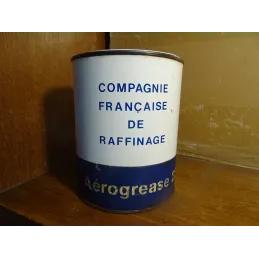 COMPAGNIE
FRANÇAISE
DE
RAFFINAGE
Aérogrease